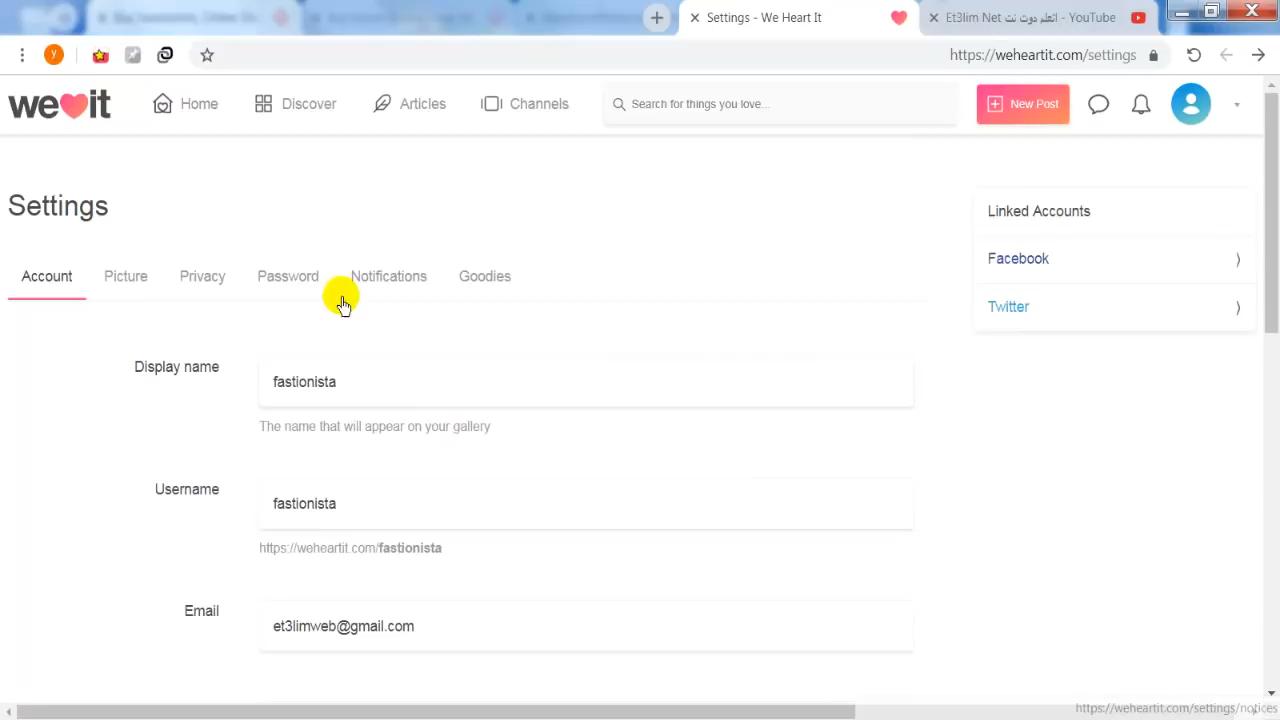 Settings - We Heart It
Et3lim Net اتعلم دوت نت - YouTube
y
https://weheartit.com/settings
we it
Home
Discover
Articles
Channels
Search for things you love...
New Post
Settings
Account
Picture
Privacy
Password
Notifications
Goodies
Linked Accounts
Facebook
Twitter
Display name
fastionista
The name that will appear on your gallery
Username
fastionista
https://weheartit.com/fastionista
Email
et3limweb@gmail.com
https://weheartit.com/settings/notices